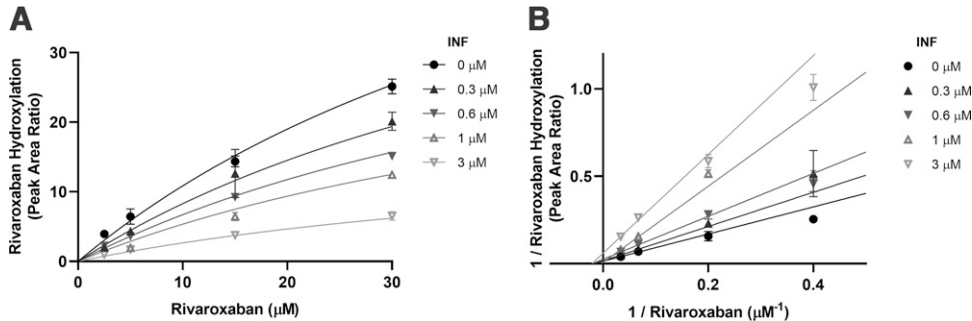 A
Rivaroxaban Hydroxylation
(Peak Area Ratio)
30
20
10
0
0
10
20
30
Rivaroxaban (μM)
INF
0 μM
0.3 μM
0.6 μM
1 μM
3 μM
B
1 / Rivaroxaban Hydroxylation
(Peak Area Ratio)
1.0
0.5
0.0
0.2
0.4
1 / Rivaroxaban (μM⁻¹)
INF
0 μM
0.3 μM
0.6 μM
1 μM
3 μM